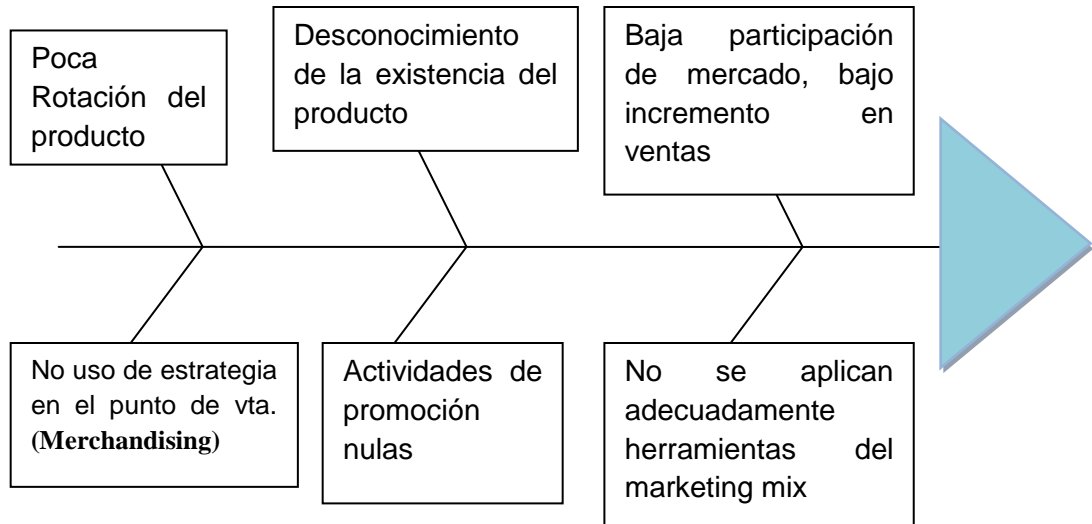 Poca
Rotación del
producto
Desconocimiento
de la existencia del
producto
Baja participación
de mercado, bajo
incremento en
ventas
No uso de estrategia
en el punto de vta.
(Merchandising)
Actividades de
promoción
nulas
No se aplican
adecuadamente
herramientas del
marketing mix